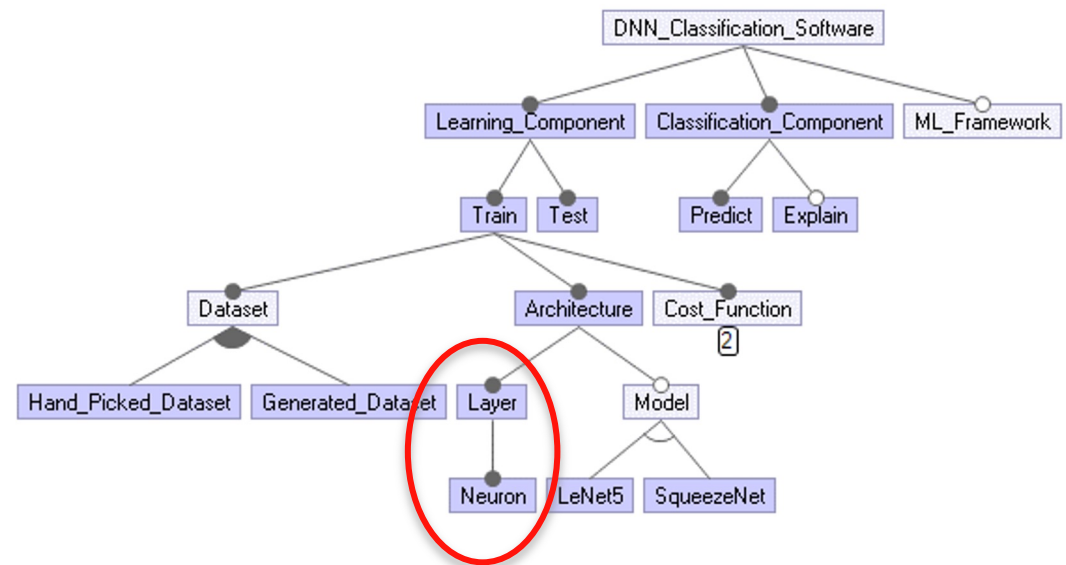 DNN_Classification_Software
Learning_Component
Classification_Component
ML_Framework
Train
Test
Predict
Explain
Dataset
Architecture
Cost_Function
2
Hand_Picked_Dataset
Generated_Dataset
Layer
Model
Neuron
LeNet5
SqueezeNet